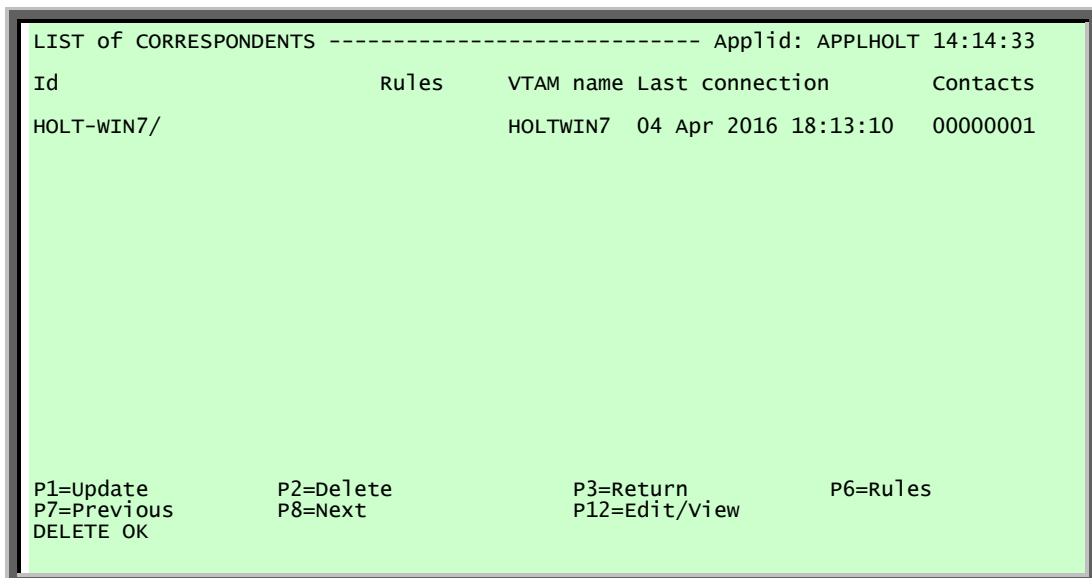 LIST of CORRESPONDENTS ----------------------------- Applid: APPLHOLT 14:14:33
Id Rules VTAM name Last connection Contacts
HOLT-WIN7/ HOLTWIN7 04 Apr 2016 18:13:10 00000001
P1=Update P2=Delete P3=Return P6=Rules
P7=Previous P8=Next P12=Edit/View
DELETE OK